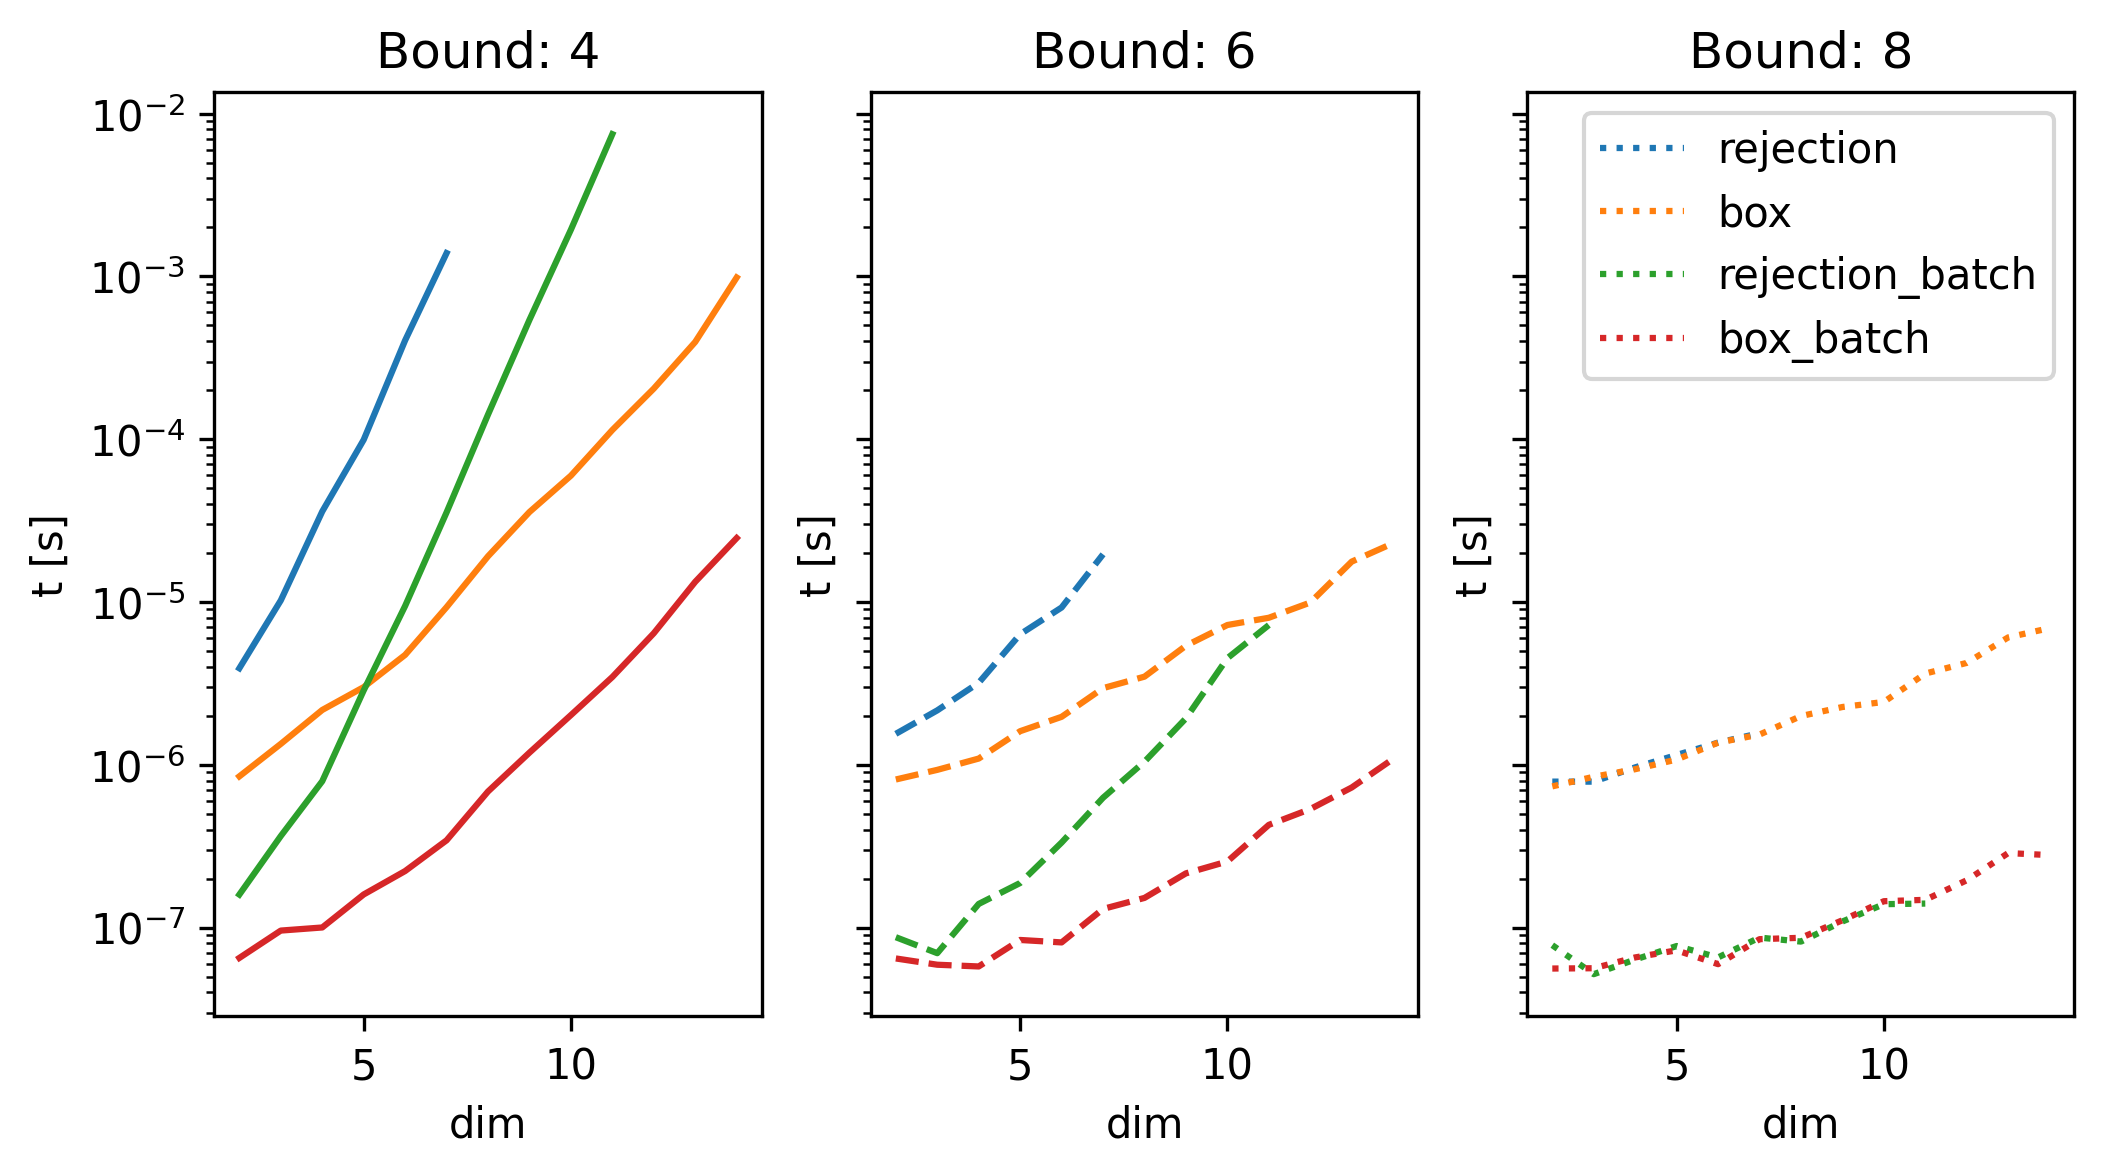 Bound: 4
Bound: 6
Bound: 8
10⁻²
10⁻³
10⁻⁴
10⁻⁵
10⁻⁶
10⁻⁷
t [s]
t [s]
t [s]
rejection
box
rejection_batch
box_batch
5 10
5 10
5 10
dim
dim
dim